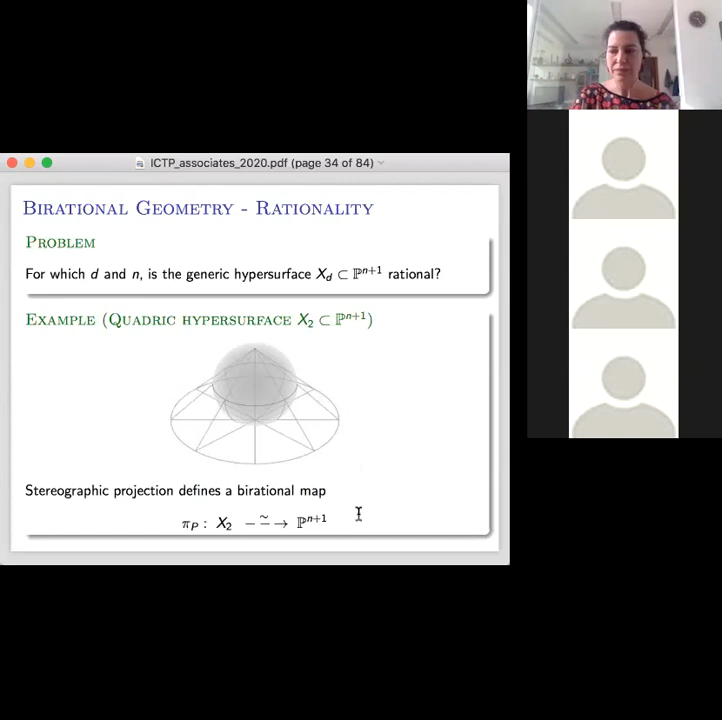 ICTP_associates_2020.pdf (page 34 of 84)
BIRATIONAL GEOMETRY - RATIONALITY
PROBLEM
For which d and n, is the generic hypersurface X_d ⊂ ℙ^{n+1} rational?
EXAMPLE (QUADRIC HYPERSURFACE X_2 ⊂ ℙ^{n+1})
Stereographic projection defines a birational map
π_P : X_2 -∼-→ ℙ^{n+1}